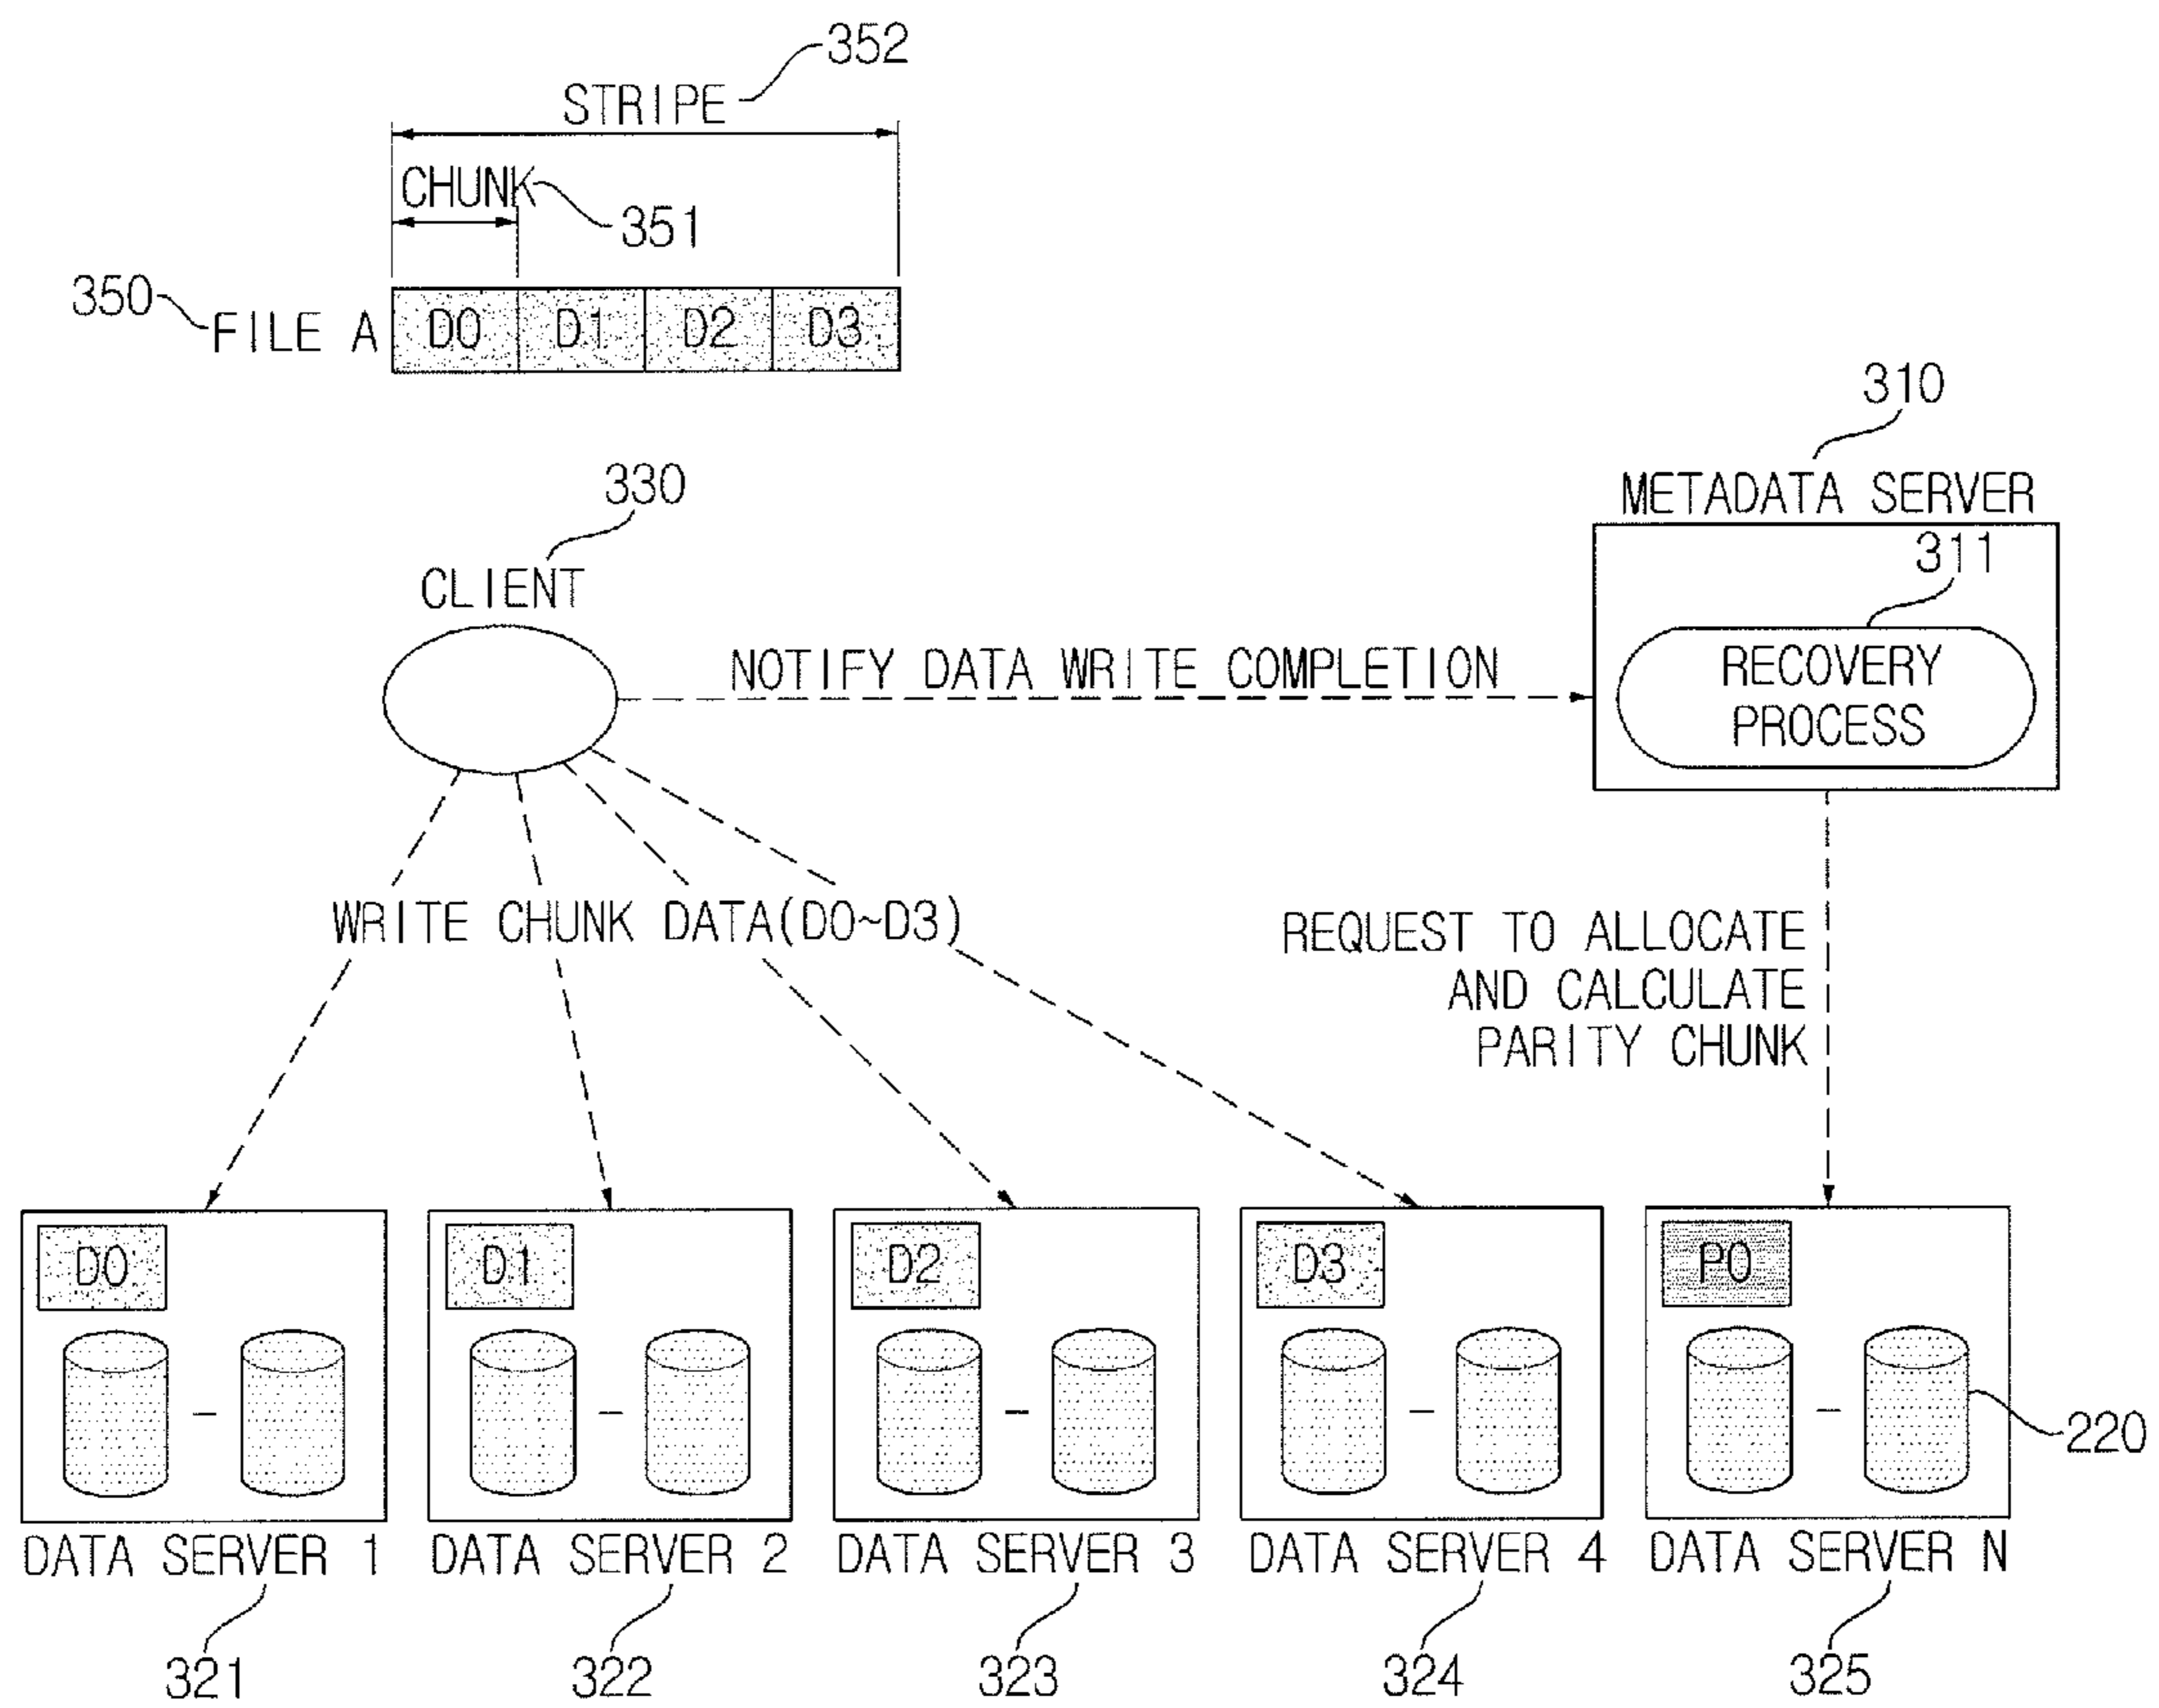 352
STRIPE
CHUNK
351
350
FILE A D0 D1 D2 D3
310
METADATA SERVER
330
CLIENT
311
RECOVERY
PROCESS
NOTIFY DATA WRITE COMPLETION
WRITE CHUNK DATA(D0~D3)
REQUEST TO ALLOCATE
AND CALCULATE
PARITY CHUNK
D0 D1 D2 D3 P0
220
DATA SERVER 1 DATA SERVER 2 DATA SERVER 3 DATA SERVER 4 DATA SERVER N
321 322 323 324 325